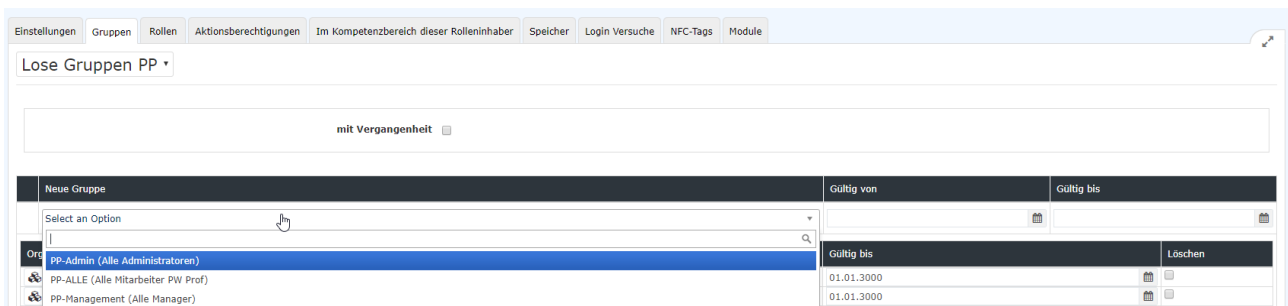 Einstellungen Gruppen Rollen Aktionsberechtigungen Im Kompetenzbereich dieser Rolleninhaber Speicher Login Versuche NFC-Tags Module
Lose Gruppen PP
mit Vergangenheit
Neue Gruppe Gültig von Gültig bis
Select an Option
Gültig bis Löschen
PP-Admin (Alle Administratoren)
PP-ALLE (Alle Mitarbeiter PW Prof) 01.01.3000
PP-Management (Alle Manager) 01.01.3000